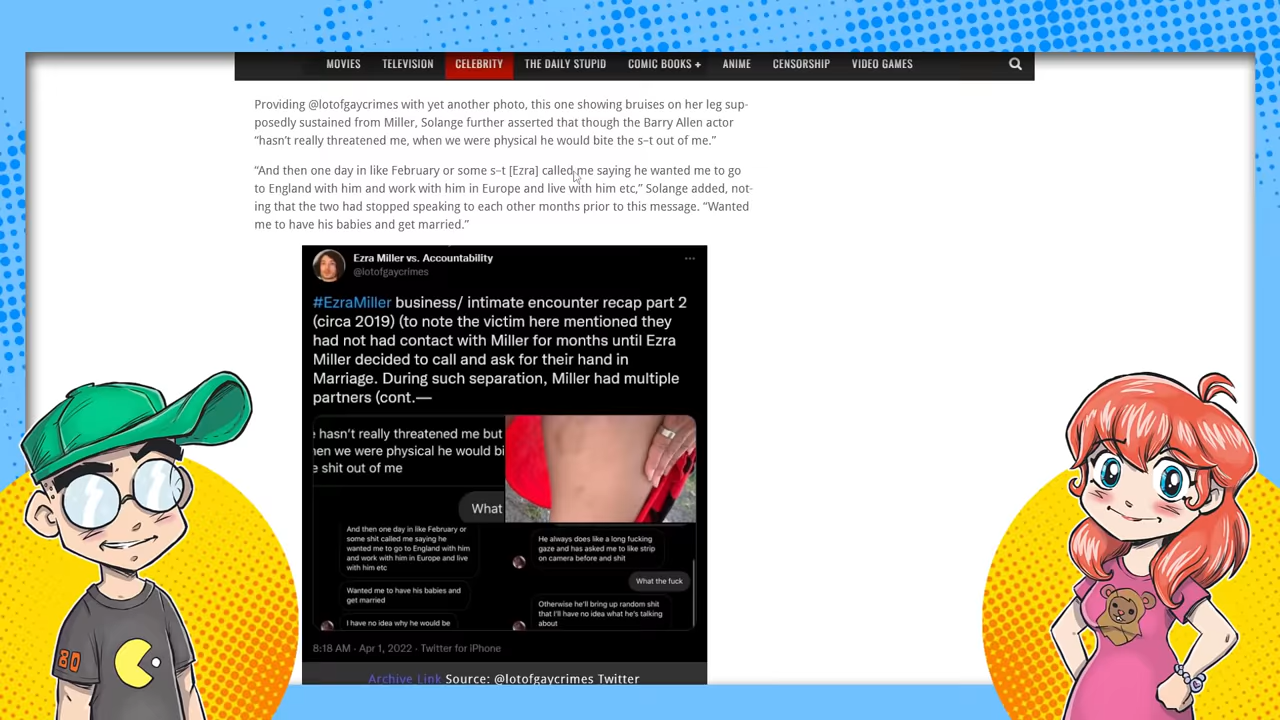 MOVIES TELEVISION CELEBRITY THE DAILY STUPID COMIC BOOKS + ANIME CENSORSHIP VIDEO GAMES
Providing @lotofgaycrimes with yet another photo, this one showing bruises on her leg sup-
posedly sustained from Miller, Solange further asserted that though the Barry Allen actor
“hasn’t really threatened me, when we were physical he would bite the s–t out of me.”
“And then one day in like February or some s–t [Ezra] called me saying he wanted me to go
to England with him and work with him in Europe and live with him etc,” Solange added, not-
ing that the two had stopped speaking to each other months prior to this message. “Wanted
me to have his babies and get married.”
Ezra Miller vs. Accountability
@lotofgaycrimes
#EzraMiller business/ intimate encounter recap part 2
(circa 2019) (to note the victim here mentioned they
had not had contact with Miller for months until Ezra
Miller decided to call and ask for their hand in
Marriage. During such separation, Miller had multiple
partners (cont.—
hasn’t really threatened me but
en we were physical he would bi
e shit out of me
What
And then one day in like February or
some shit called me saying he
wanted me to go to England with him
and work with him in Europe and live
with him etc
Wanted me to have his babies and
get married
I have no idea why he would be
He always does like a long fucking
gaze and has asked me to like strip
on camera before and shit
What the fuck
Otherwise he’ll bring up random shit
that I’ll have no idea what he’s talking
about
8:18 AM · Apr 1, 2022 · Twitter for iPhone
Archive Link Source: @lotofgaycrimes Twitter
80